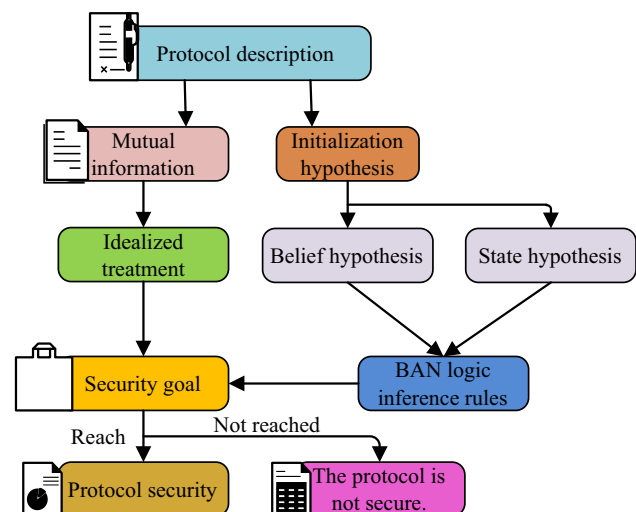 Protocol description
Mutual
information
Initialization
hypothesis
Idealized
treatment
Belief hypothesis
State hypothesis
Security goal
BAN logic
inference rules
Reach
Not reached
Protocol security
The protocol is
not secure.